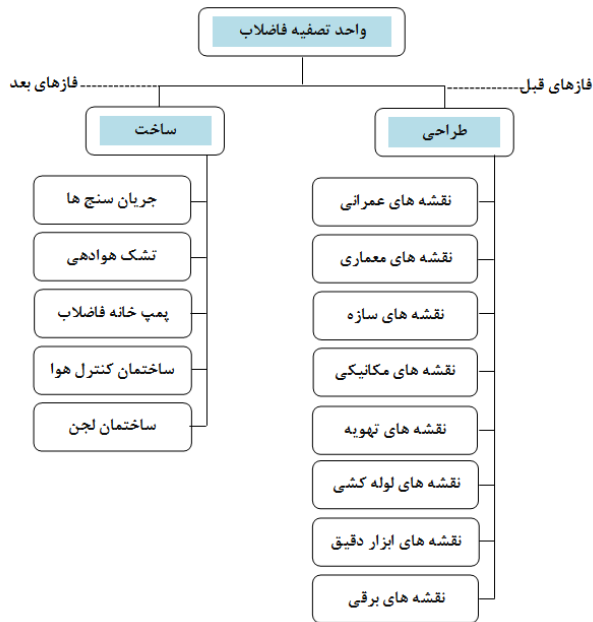 واحد تصفیه فاضلاب
فازهای قبل
فازهای بعد
طراحی
نقشه های عمرانی
نقشه های معماری
نقشه های سازه
نقشه های مکانیکی
نقشه های تهویه
نقشه های لوله کشی
نقشه های ابزار دقیق
نقشه های برقی
ساخت
جریان سنج ها
تشک هوادهی
پمپ خانه فاضلاب
ساختمان کنترل هوا
ساختمان لجن